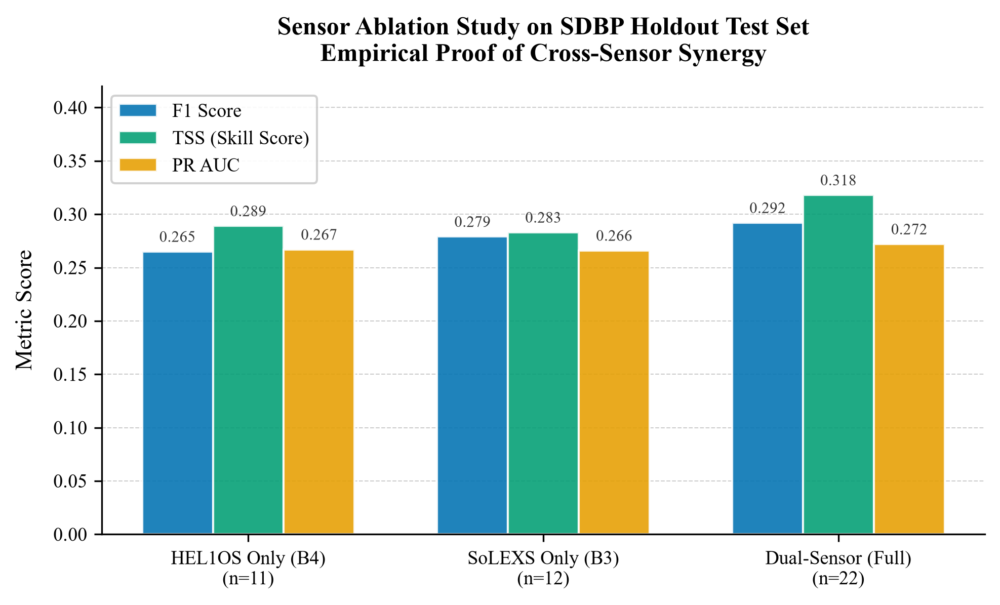 Sensor Ablation Study on SDBP Holdout Test Set
Empirical Proof of Cross-Sensor Synergy
F1 Score
TSS (Skill Score)
PR AUC
Metric Score
0.40
0.35
0.30
0.25
0.20
0.15
0.10
0.05
0.00
0.265
0.289
0.267
0.279
0.283
0.266
0.292
0.318
0.272
HEL1OS Only (B4)
(n=11)
SoLEXS Only (B3)
(n=12)
Dual-Sensor (Full)
(n=22)